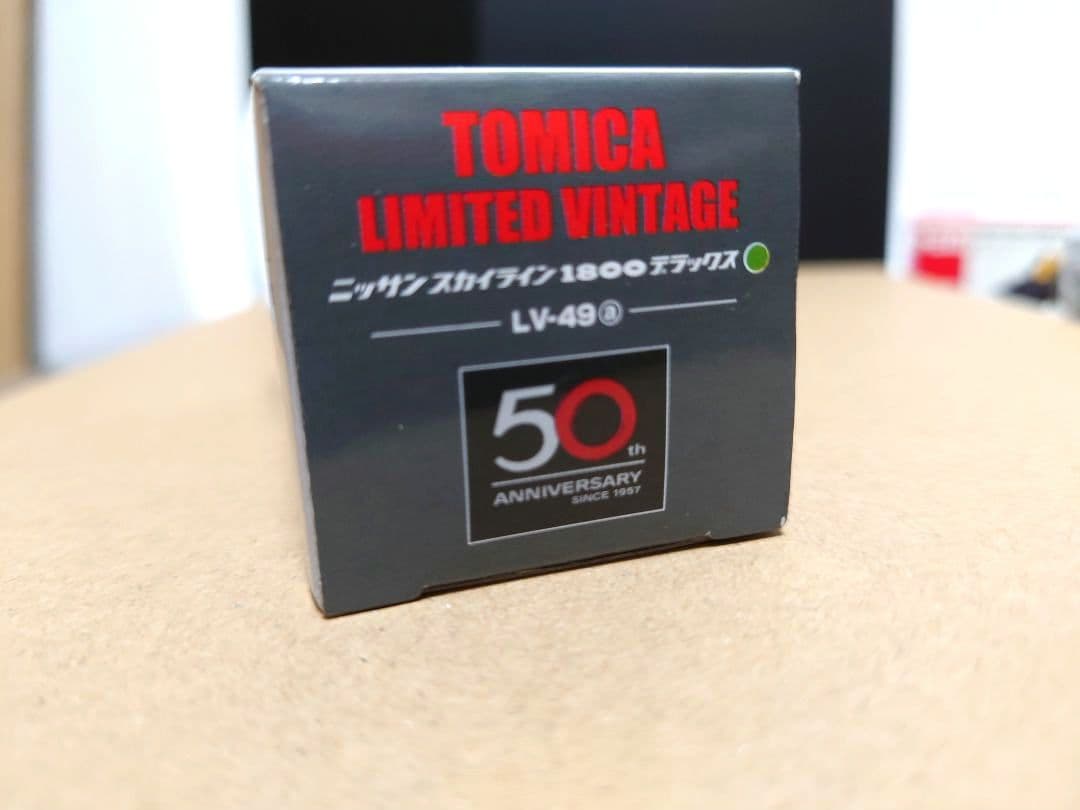 TOMICA
LIMITED VINTAGE
ニッサン スカイライン 1800 デラックス
LV-49ⓐ
50th
ANNIVERSARY
SINCE 1957